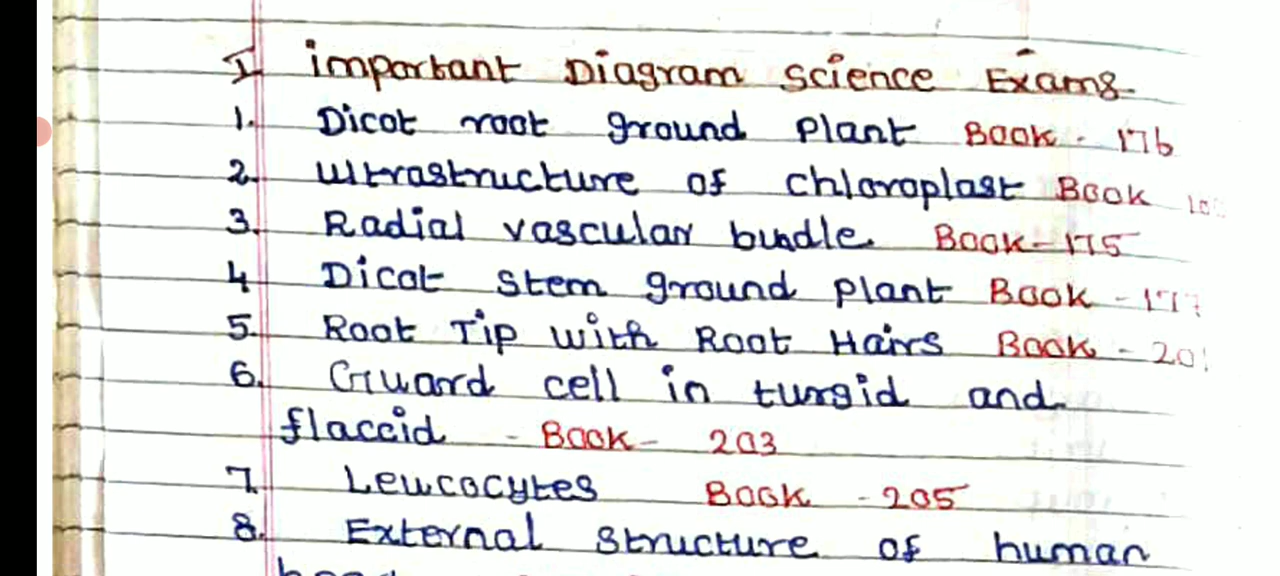 I important Diagram Science Exams
1. Dicot root ground plant Book - 176
2. Ultrastructure of chloroplast Book
3. Radial vascular bundle. Book - 175
4 Dicot Stem ground plant Book - 177
5. Root Tip with Root Hairs Book -
6. Guard cell in turgid and
flaccid - Book - 203
7. Leucocytes Book - 205
8. External Structure of human